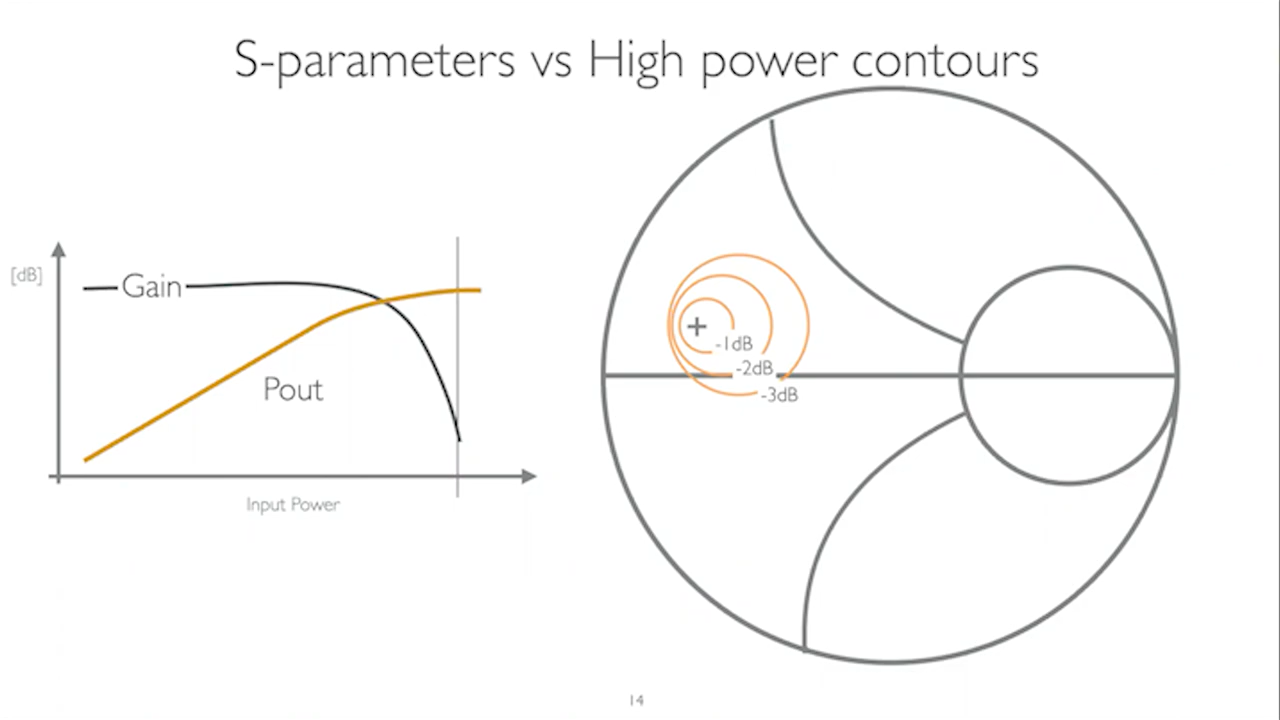 S-parameters vs High power contours
[dB]
Gain
Pout
Input Power
-1dB
-2dB
-3dB
14